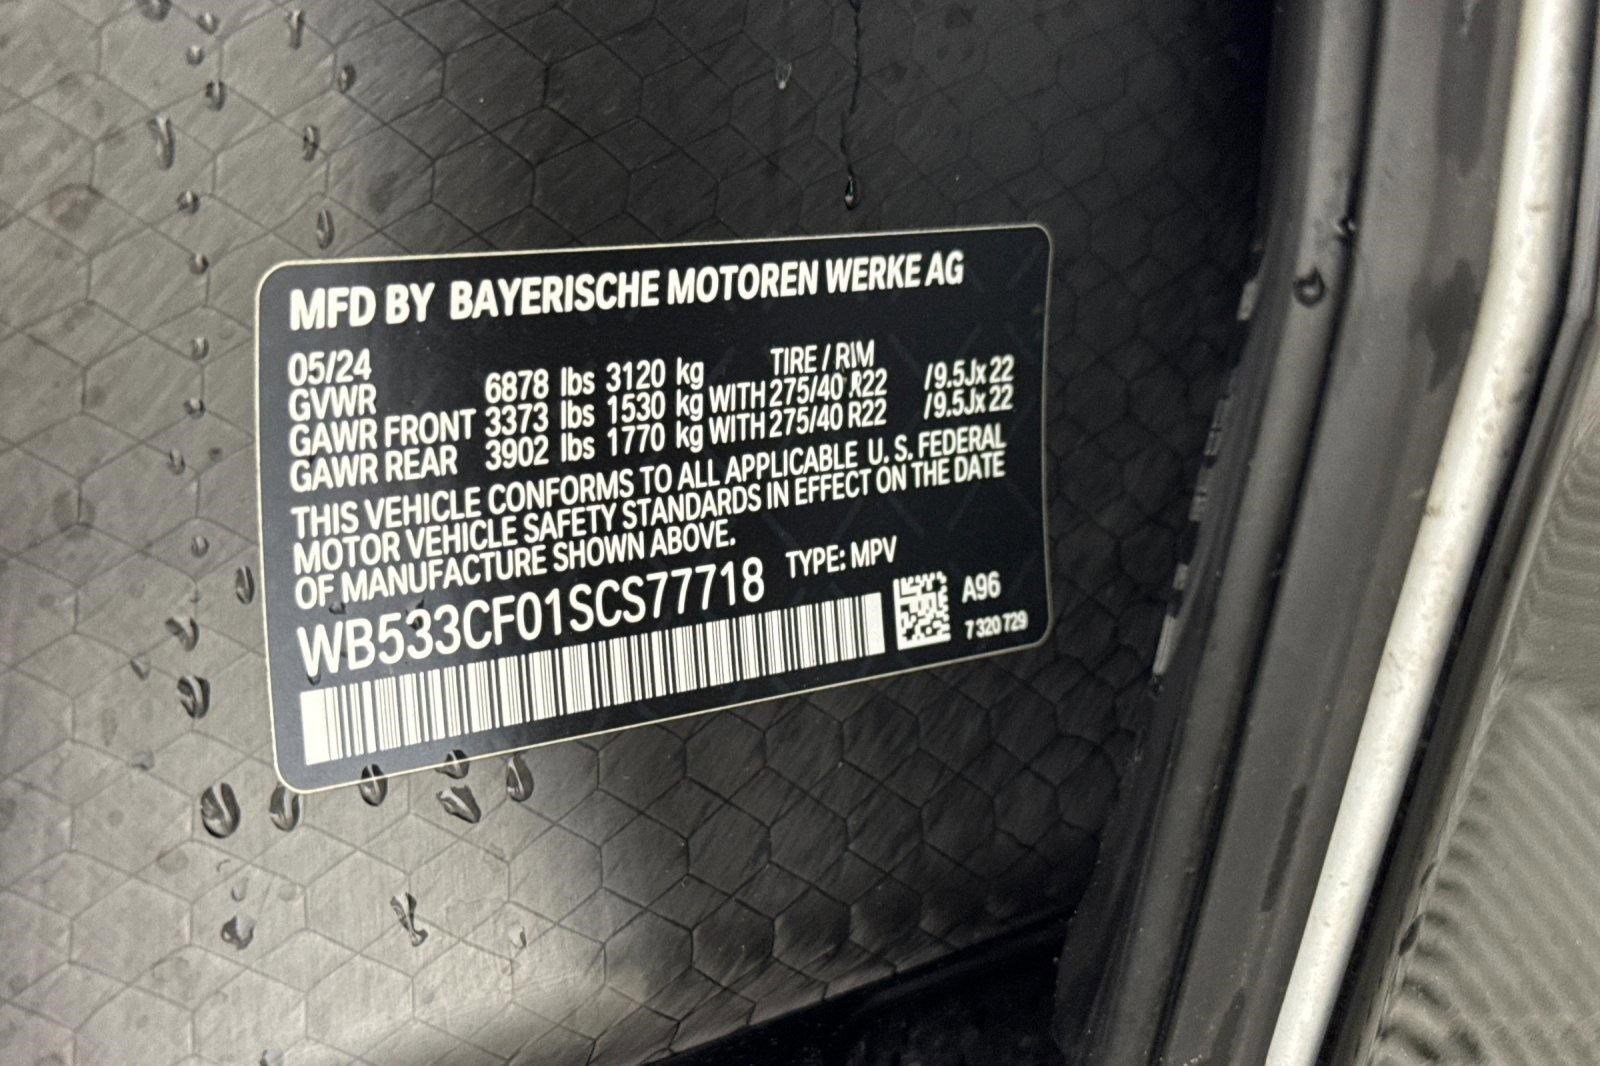 MFD BY BAYERISCHE MOTOREN WERKE AG
05/24 TIRE / RIM
GVWR 6878 lbs 3120 kg
GAWR FRONT 3373 lbs 1530 kg WITH 275/40 R22 /9.5Jx22
GAWR REAR 3902 lbs 1770 kg WITH 275/40 R22 /9.5Jx22
THIS VEHICLE CONFORMS TO ALL APPLICABLE U.S. FEDERAL
MOTOR VEHICLE SAFETY STANDARDS IN EFFECT ON THE DATE
OF MANUFACTURE SHOWN ABOVE.
WB533CF01SCS77718 TYPE: MPV
A96
7 320 729